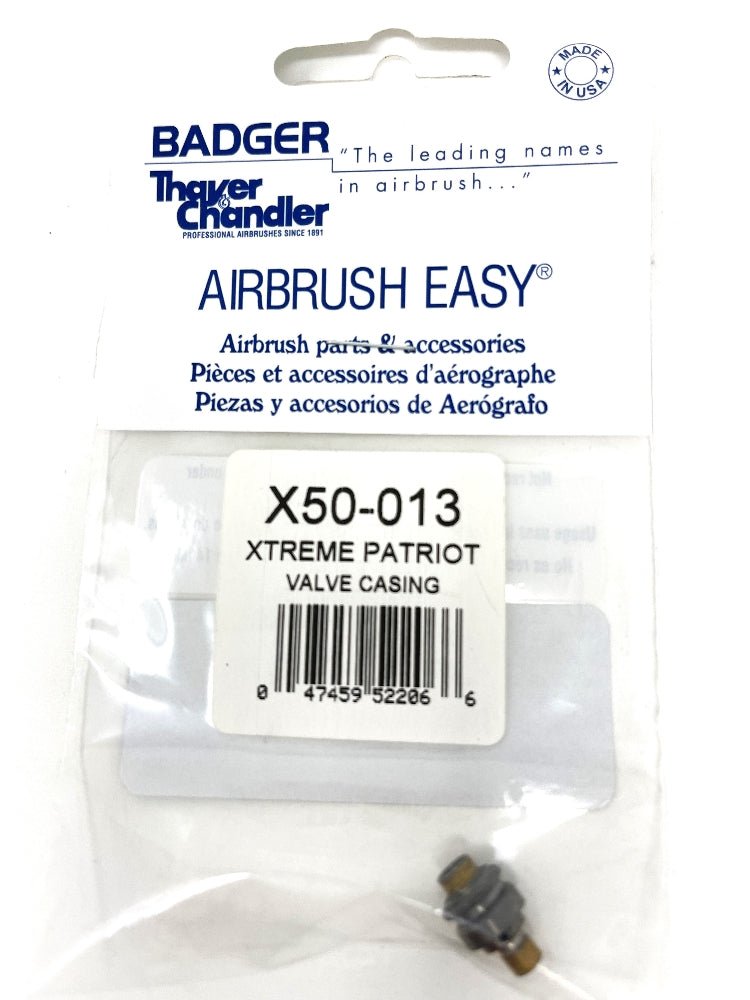 MADE
IN USA
BADGER
"The leading names
in airbrush..."
Thayer
&
Chandler
PROFESSIONAL AIRBRUSHES SINCE 1891
AIRBRUSH EASY®
Airbrush parts & accessories
Pièces et accessoires d'aérographe
Piezas y accesorios de Aerógrafo
X50-013
XTREME PATRIOT
VALVE CASING
0 47459 52206 6